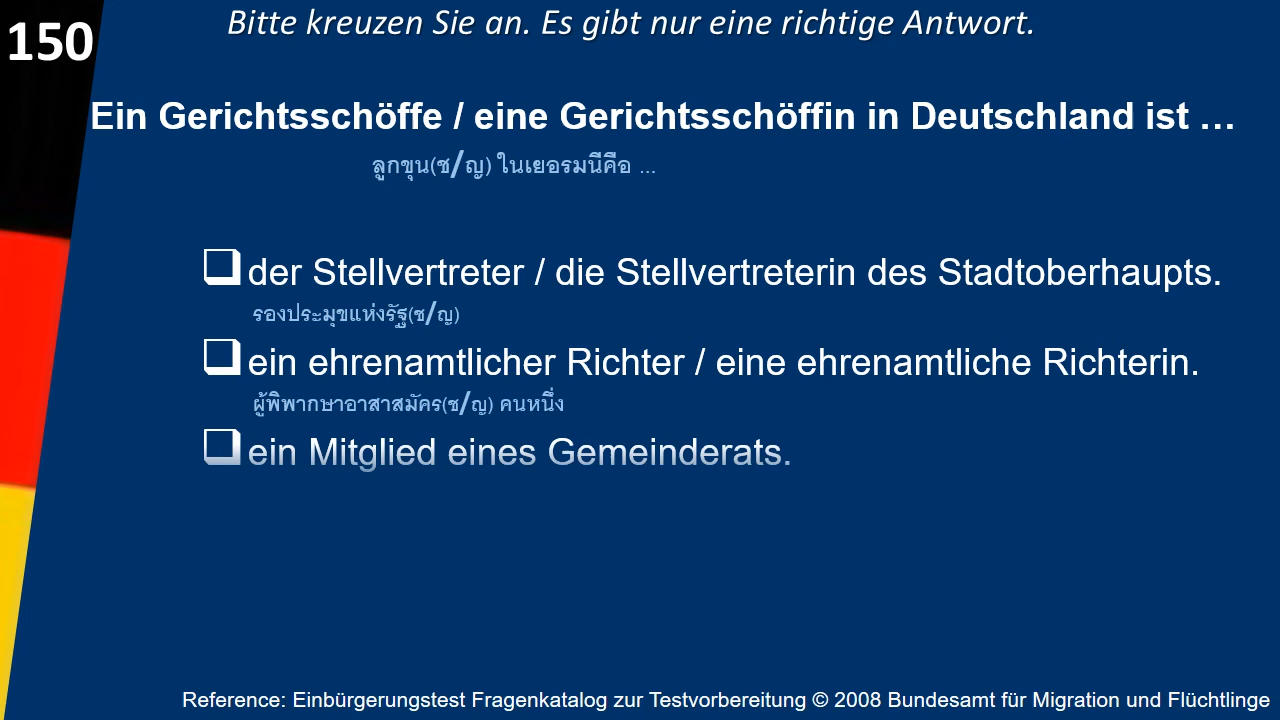 150
Bitte kreuzen Sie an. Es gibt nur eine richtige Antwort.
Ein Gerichtsschöffe / eine Gerichtsschöffin in Deutschland ist …
ลูกขุน(ช/ญ) ในเยอรมนีคือ ...
der Stellvertreter / die Stellvertreterin des Stadtoberhaupts.
รองประมุขแห่งรัฐ(ช/ญ)
ein ehrenamtlicher Richter / eine ehrenamtliche Richterin.
ผู้พิพากษาอาสาสมัคร(ช/ญ) คนหนึ่ง
ein Mitglied eines Gemeinderats.
Reference: Einbürgerungstest Fragenkatalog zur Testvorbereitung © 2008 Bundesamt für Migration und Flüchtlinge